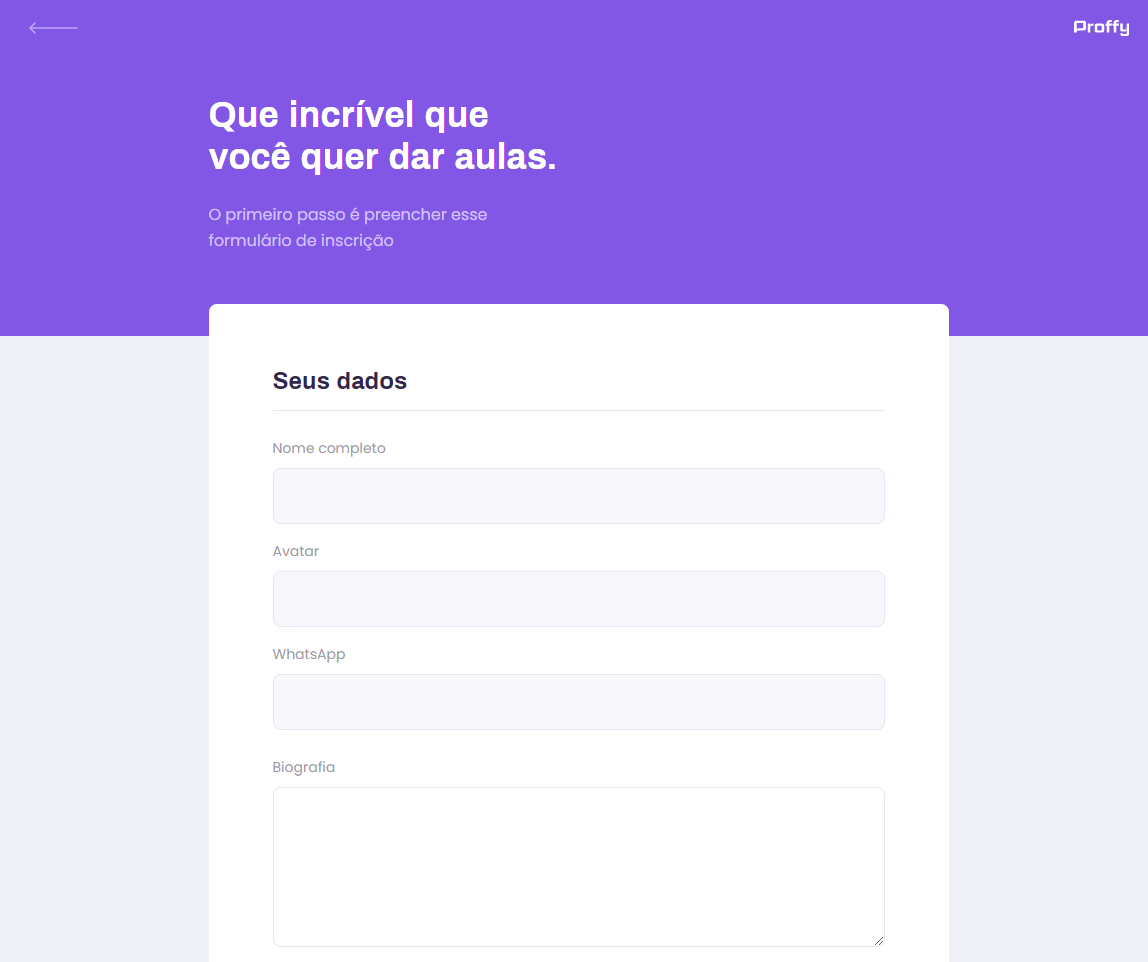 Proffy
Que incrível que
você quer dar aulas.
O primeiro passo é preencher esse
formulário de inscrição
Seus dados
Nome completo
Avatar
WhatsApp
Biografia